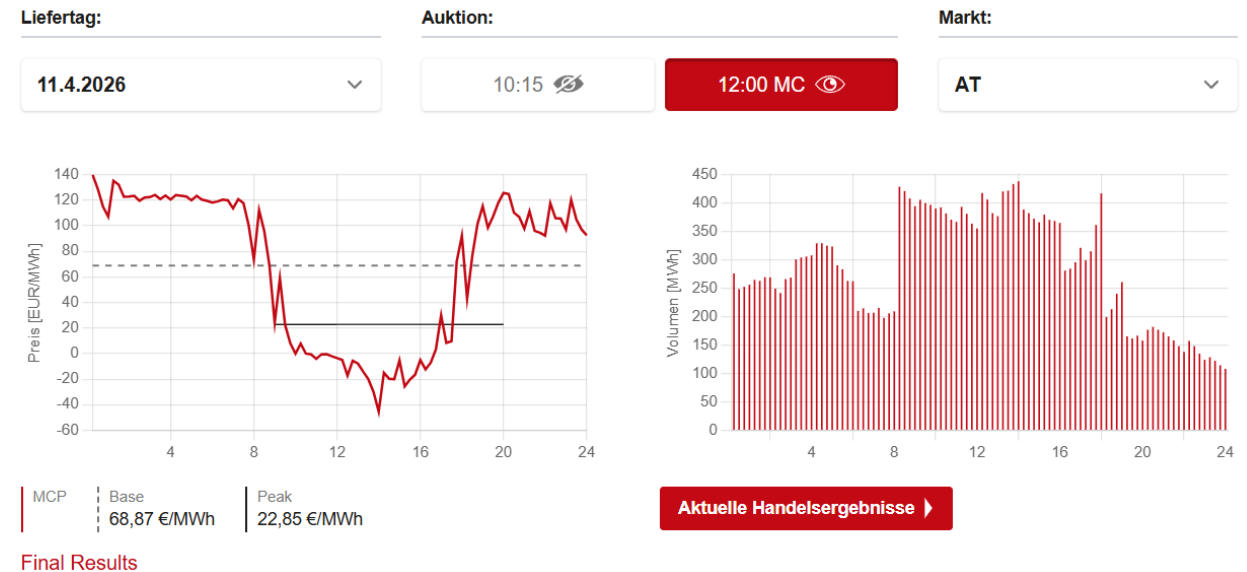 Liefertag: Auktion: Markt:
11.4.2026 10:15 12:00 MC AT
Preis [EUR/MWh]
140
120
100
80
60
40
20
0
-20
-40
-60
4 8 12 16 20 24
Volumen [MWh]
450
400
350
300
250
200
150
100
50
0
4 8 12 16 20 24
MCP Base Peak
68,87 €/MWh 22,85 €/MWh
Aktuelle Handelsergebnisse
Final Results